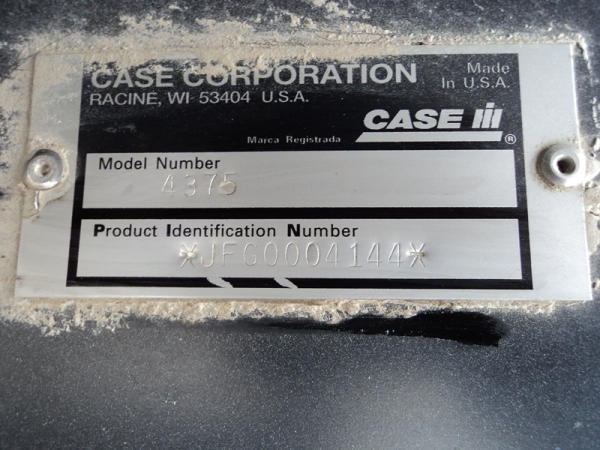 CASE CORPORATION
RACINE, WI 53404 U.S.A.
Made
In U.S.A.
Marca Registrada
CASE IH ®
Model Number
4375
Product Identification Number
*JFG0004144*